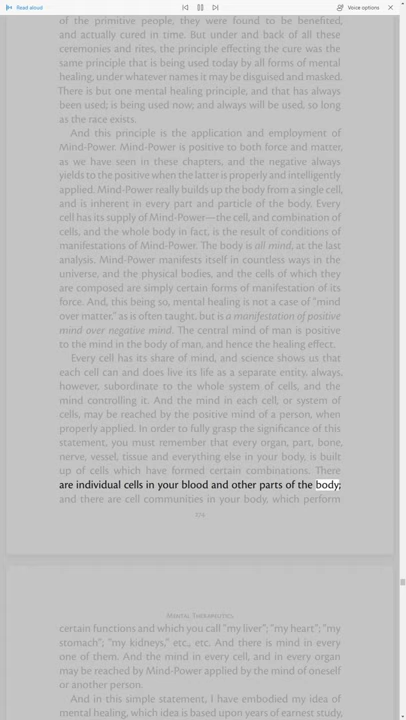 Read aloud
Voice options
of the primitive people, they were found to be benefited,
and actually cured in time. But under and back of all these
ceremonies and rites, the principle effecting the cure was the
same principle that is being used today by all forms of mental
healing, under whatever names it may be disguised and masked.
There is but one mental healing principle, and that has always
been used; is being used now; and always will be used, so long
as the race exists.
And this principle is the application and employment of
Mind-Power. Mind-Power is positive to both force and matter,
as we have seen in these chapters, and the negative always
yields to the positive when the latter is properly and intelligently
applied. Mind-Power really builds up the body from a single cell,
and is inherent in every part and particle of the body. Every
cell has its supply of Mind-Power—the cell, and combination of
cells, and the whole body in fact, is the result of conditions of
manifestations of Mind-Power. The body is all mind, at the last
analysis. Mind-Power manifests itself in countless ways in the
universe, and the physical bodies, and the cells of which they
are composed are simply certain forms of manifestation of its
force. And, this being so, mental healing is not a case of "mind
over matter," as is often taught, but is a manifestation of positive
mind over negative mind. The central mind of man is positive
to the mind in the body of man, and hence the healing effect.
Every cell has its share of mind, and science shows us that
each cell can and does live its life as a separate entity, always,
however, subordinate to the whole system of cells, and the
mind controlling it. And the mind in each cell, or system of
cells, may be reached by the positive mind of a person, when
properly applied. In order to fully grasp the significance of this
statement, you must remember that every organ, part, bone,
nerve, vessel, tissue and everything else in your body, is built
up of cells which have formed certain combinations. There
are individual cells in your blood and other parts of the body;
and there are cell communities in your body, which perform
Mental Therapeutics
certain functions and which you call "my liver"; "my heart"; "my
stomach"; "my kidneys," etc., etc. And there is mind in every
one of them. And the mind in every cell, and in every organ
may be reached by Mind-Power applied by the mind of oneself
or another person.
And in this simple statement, I have embodied my idea of
mental healing, which idea is based upon years of earnest study,